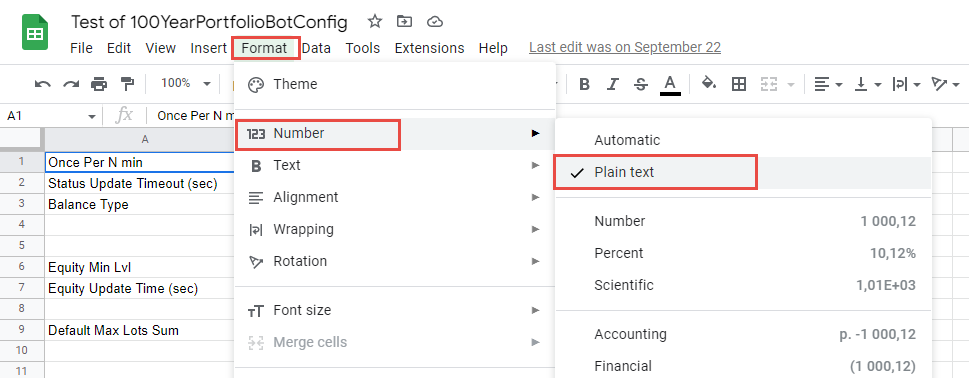 Test of 100YearPortfolioBotConfig
File Edit View Insert Format Data Tools Extensions Help Last edit was on September 22
100% B I S A
A1 fx Once Per N m
A
1 Once Per N min
2 Status Update Timeout (sec)
3 Balance Type
4
5
6 Equity Min Lvl
7 Equity Update Time (sec)
8
9 Default Max Lots Sum
10
11
Theme
123 Number
B Text
Alignment
Wrapping
Rotation
Font size
Merge cells
Automatic
Plain text
Number 1 000,12
Percent 10,12%
Scientific 1,01E+03
Accounting р. -1 000,12
Financial (1 000,12)